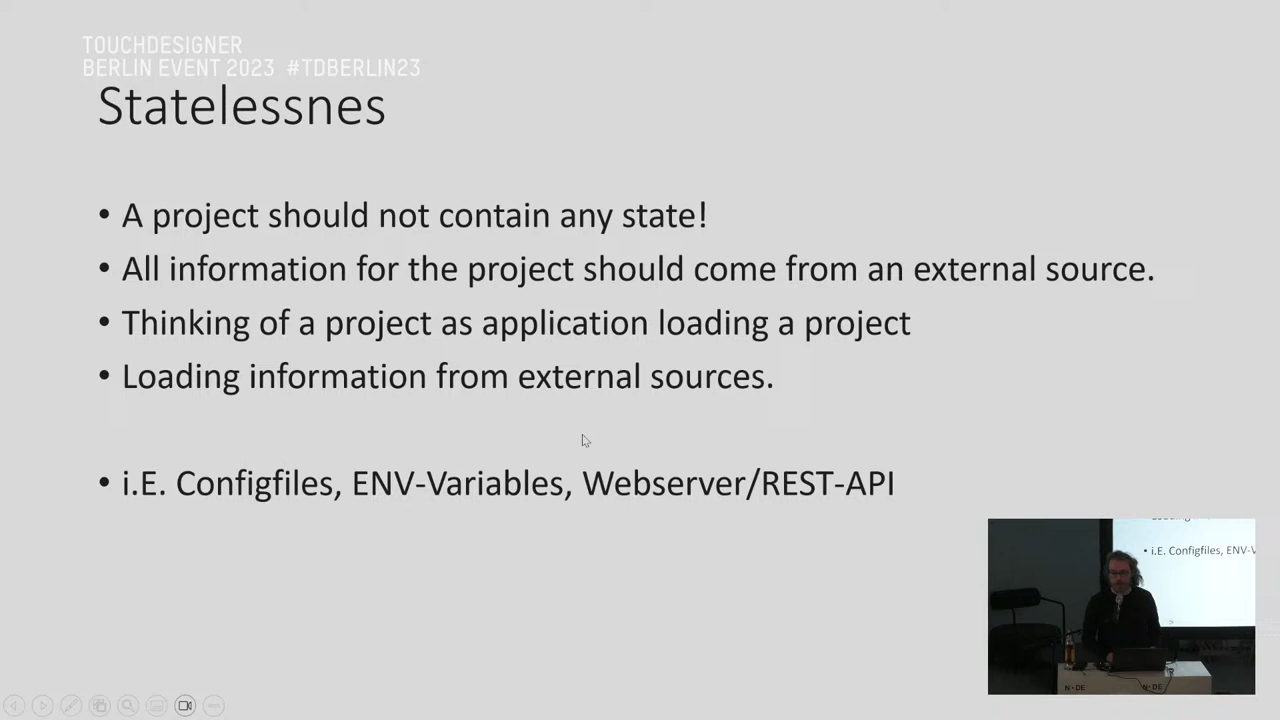 TOUCHDESIGNER
BERLIN EVENT 2023 #TDBERLIN23
Statelessnes
• A project should not contain any state!
• All information for the project should come from an external source.
• Thinking of a project as application loading a project
• Loading information from external sources.
• i.E. Configfiles, ENV-Variables, Webserver/REST-API
• i.E. Configfiles, ENV-V
N·DE
N·DE